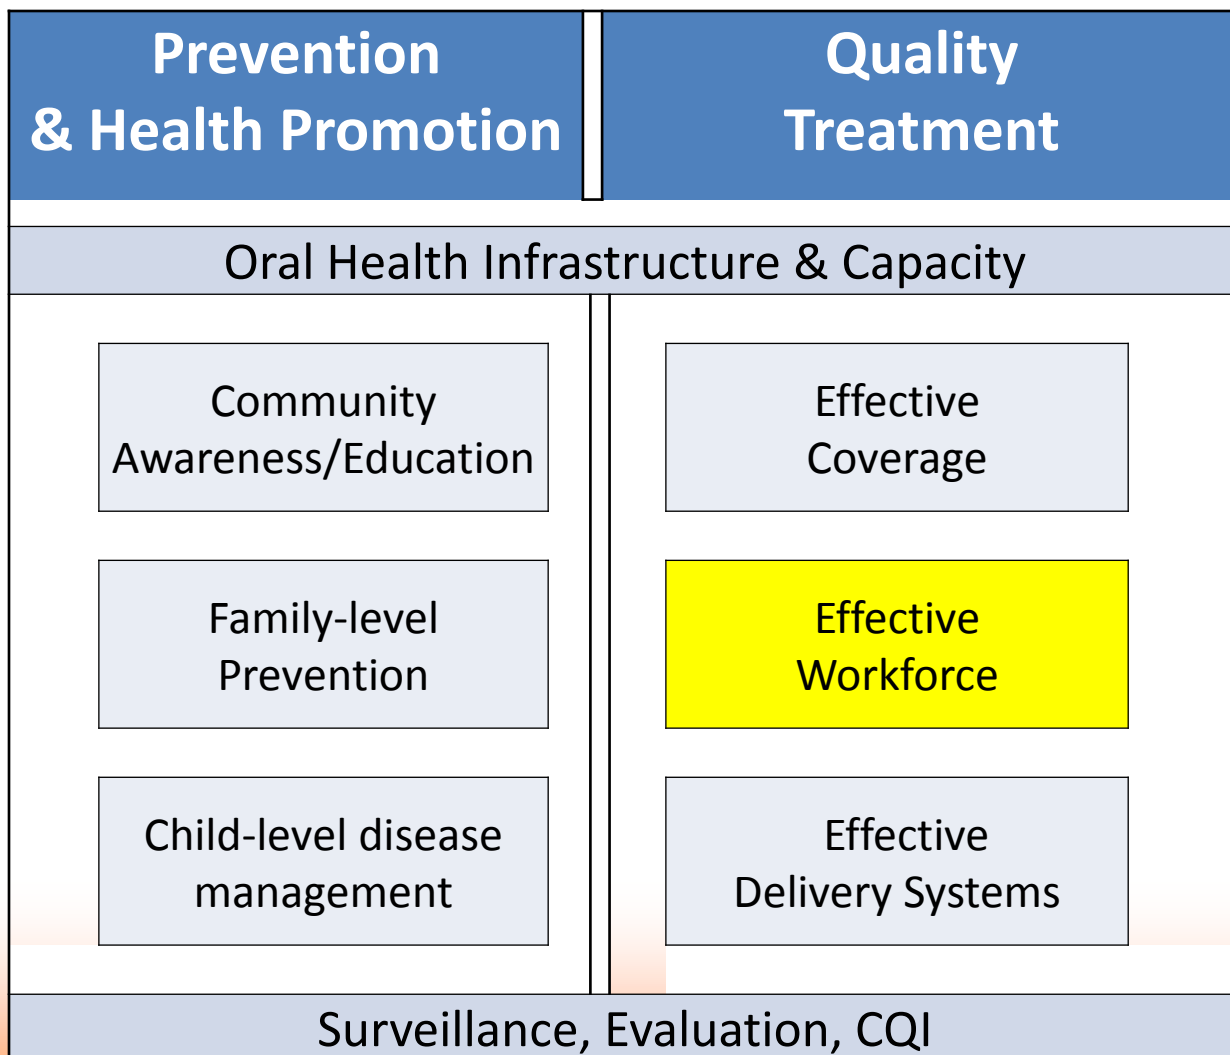 Prevention
& Health Promotion
Quality
Treatment
Oral Health Infrastructure & Capacity
Community
Awareness/Education
Effective
Coverage
Family-level
Prevention
Effective
Workforce
Child-level disease
management
Effective
Delivery Systems
Surveillance, Evaluation, CQI